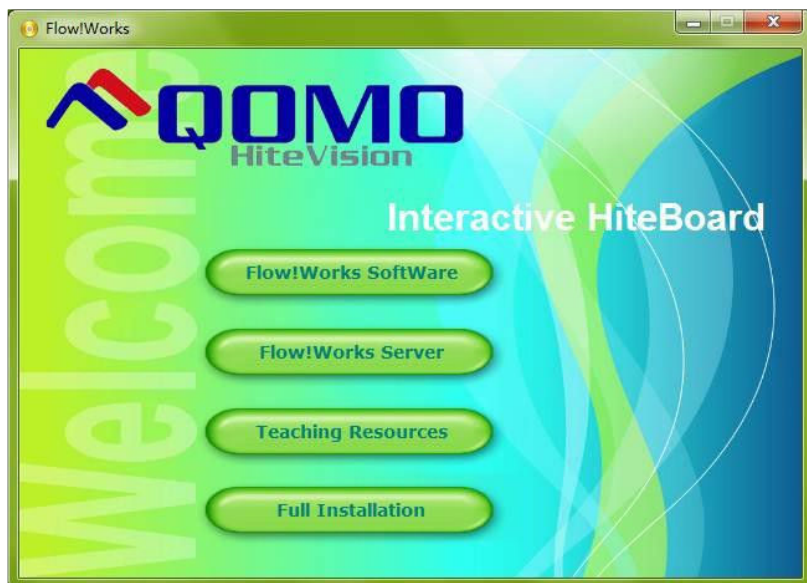 Flow!Works
QOMO
HiteVision
Interactive HiteBoard
Welcome
Flow!Works SoftWare
Flow!Works Server
Teaching Resources
Full Installation